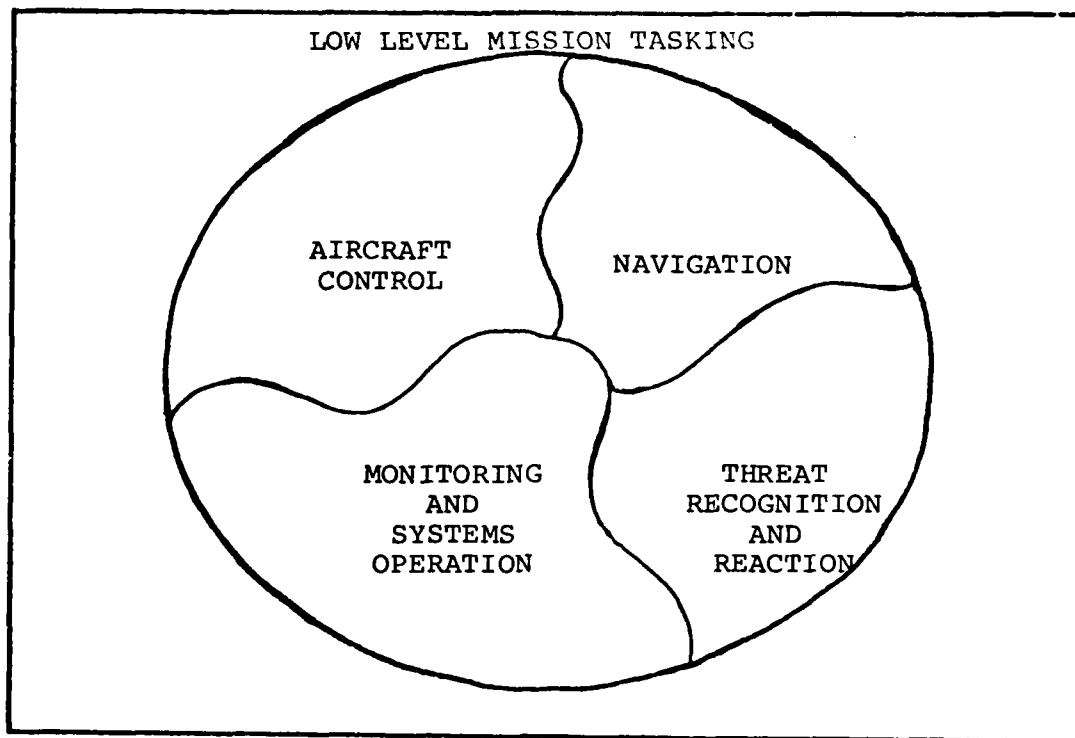 LOW LEVEL MISSION TASKING
AIRCRAFT
CONTROL
NAVIGATION
MONITORING
AND
SYSTEMS
OPERATION
THREAT
RECOGNITION
AND
REACTION